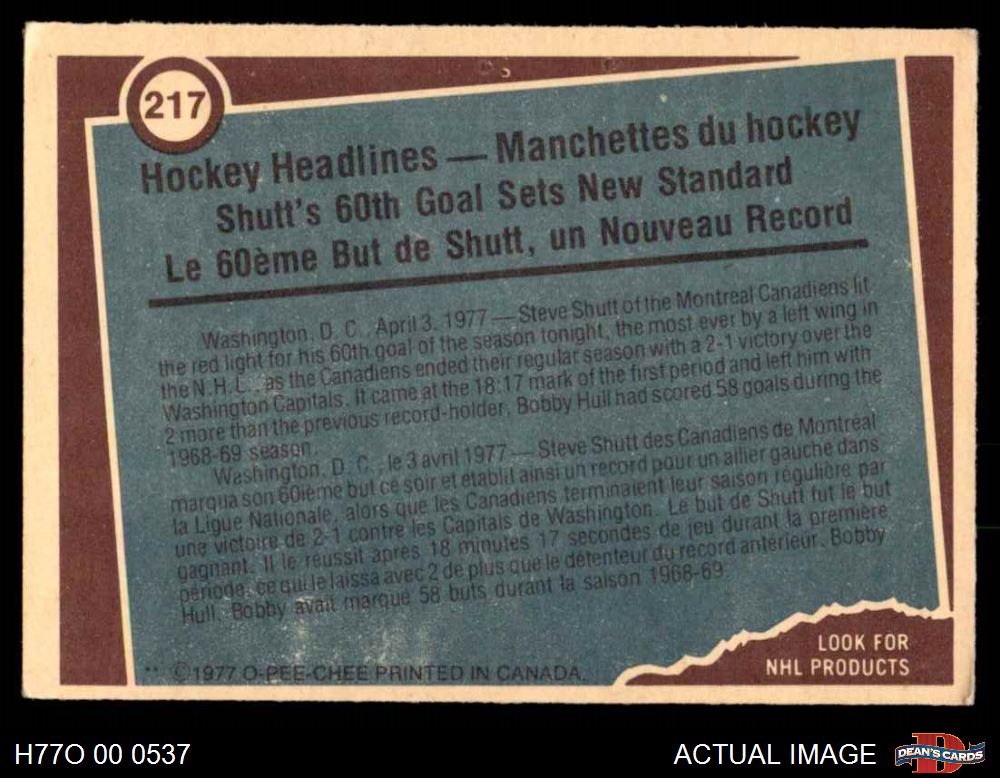 217
Hockey Headlines — Manchettes du hockey
Shutt's 60th Goal Sets New Standard
Le 60ème But de Shutt, un Nouveau Record
Washington, D. C., April 3, 1977 — Steve Shutt of the Montreal Canadiens lit
the red light for his 60th goal of the season tonight, the most ever by a left wing in
the N.H.L. as the Canadiens ended their regular season with a 2-1 victory over the
Washington Capitals. It came at the 18:17 mark of the first period and left him with
2 more than the previous record-holder. Bobby Hull had scored 58 goals during the
1968-69 season.
Washington, D. C., le 3 avril 1977 — Steve Shutt des Canadiens de Montréal
marqua son 60ième but ce soir et établit ainsi un record pour un ailier gauche dans
la Ligue Nationale, alors que les Canadiens terminaient leur saison régulière par
une victoire de 2-1 contre les Capitals de Washington. Le but de Shutt fut le but
gagnant. Il le réussit après 18 minutes 17 secondes de jeu durant la première
période, ce qui le laissa avec 2 de plus que le détenteur du record antérieur, Bobby
Hull. Bobby avait marqué 58 buts durant la saison 1968-69.
** ©1977 O-PEE-CHEE PRINTED IN CANADA.
LOOK FOR
NHL PRODUCTS
H77O 00 0537
ACTUAL IMAGE
DEAN'S CARDS